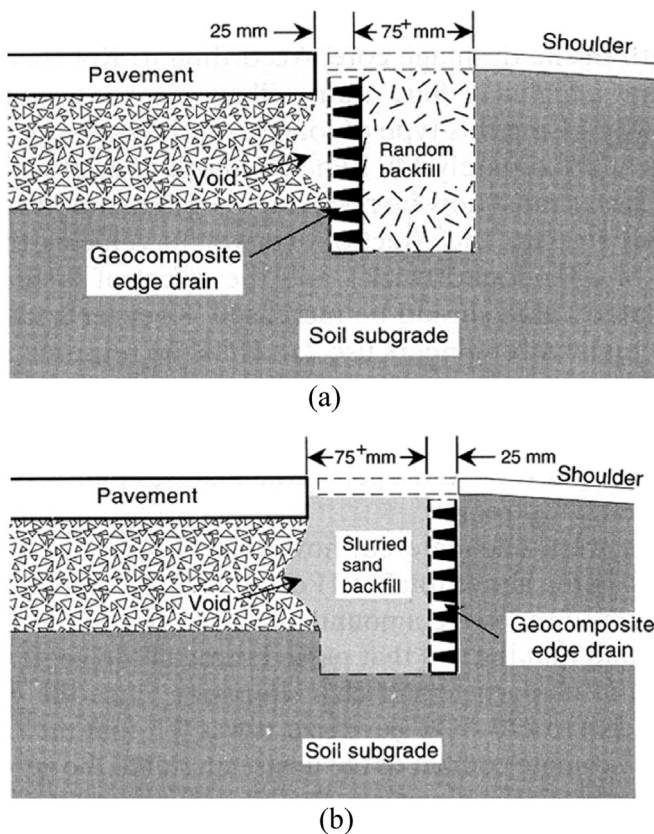 25 mm
75+ mm
Shoulder
Pavement
Void
Random
backfill
Geocomposite
edge drain
Soil subgrade
(a)
75+ mm
25 mm
Shoulder
Pavement
Slurried
sand
backfill
Void
Geocomposite
edge drain
Soil subgrade
(b)